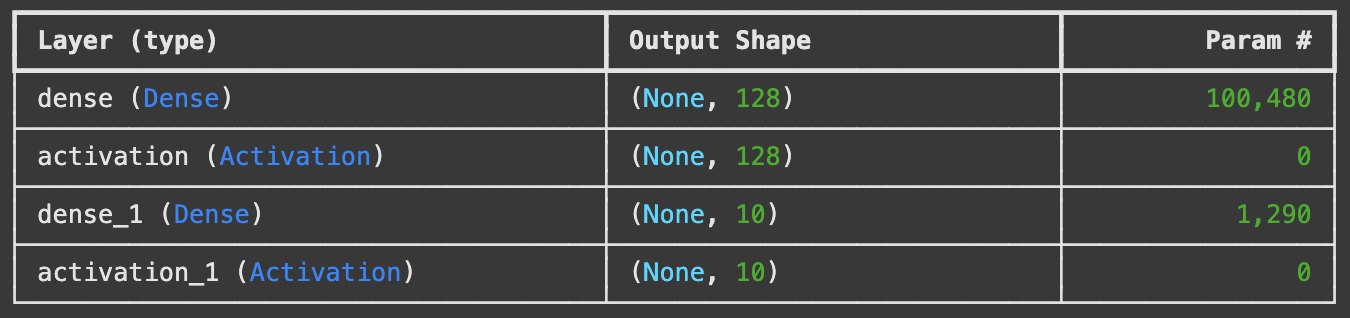 Layer (type) Output Shape Param #
dense (Dense) (None, 128) 100,480
activation (Activation) (None, 128) 0
dense_1 (Dense) (None, 10) 1,290
activation_1 (Activation) (None, 10) 0